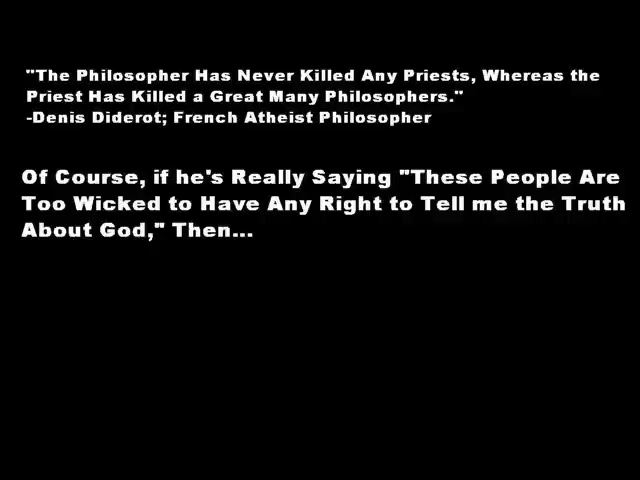 "The Philosopher Has Never Killed Any Priests, Whereas the
Priest Has Killed a Great Many Philosophers."
-Denis Diderot; French Atheist Philosopher
Of Course, if he's Really Saying "These People Are
Too Wicked to Have Any Right to Tell me the Truth
About God," Then...